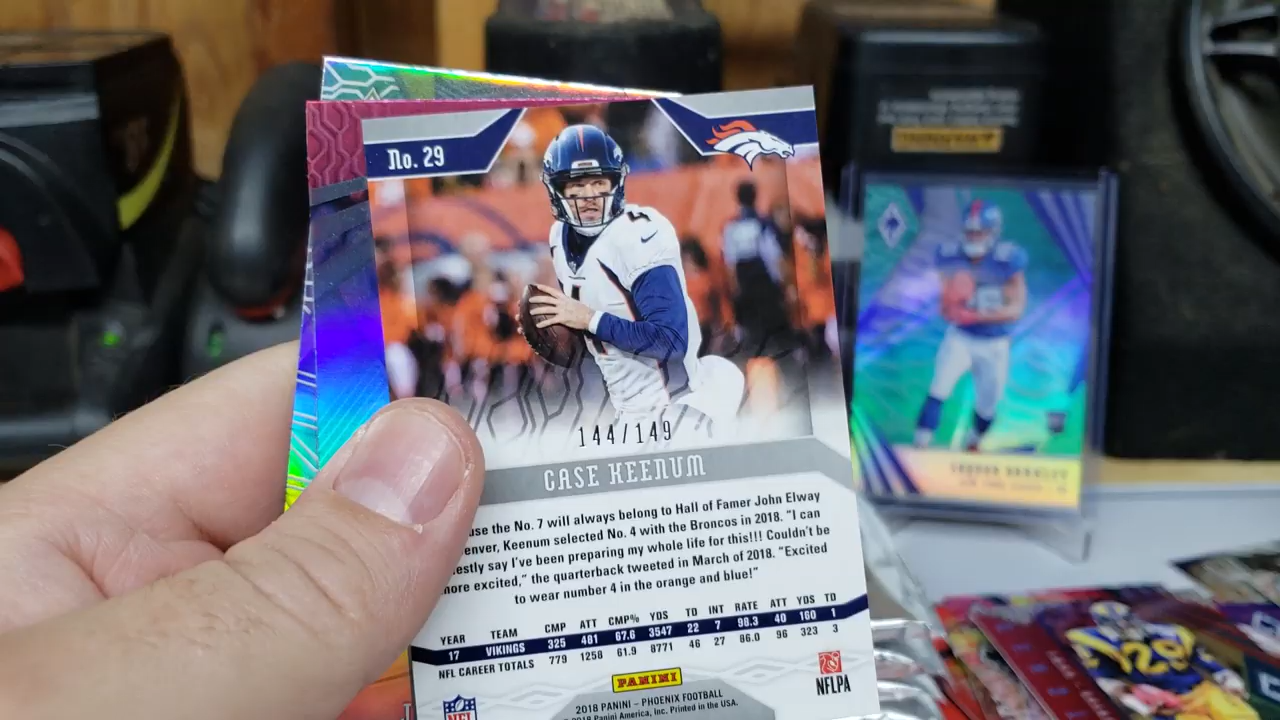 No. 29
4
144/149
CASE KEENUM
use the No. 7 will always belong to Hall of Famer John Elway
enver, Keenum selected No. 4 with the Broncos in 2018. "I can
estly say I've been preparing my whole life for this!!! Couldn't be
more excited," the quarterback tweeted in March of 2018. "Excited
to wear number 4 in the orange and blue!"
YEAR TEAM CMP ATT CMP% YDS TD INT RATE ATT YDS TD
17 VIKINGS 325 481 67.6 3547 22 7 98.3 40 160 1
NFL CAREER TOTALS 779 1258 61.9 8771 46 27 86.0 96 323 3
PANINI
NFL
NFLPA
2018 PANINI - PHOENIX FOOTBALL
2018 Panini America, Inc. Printed in the USA.
29